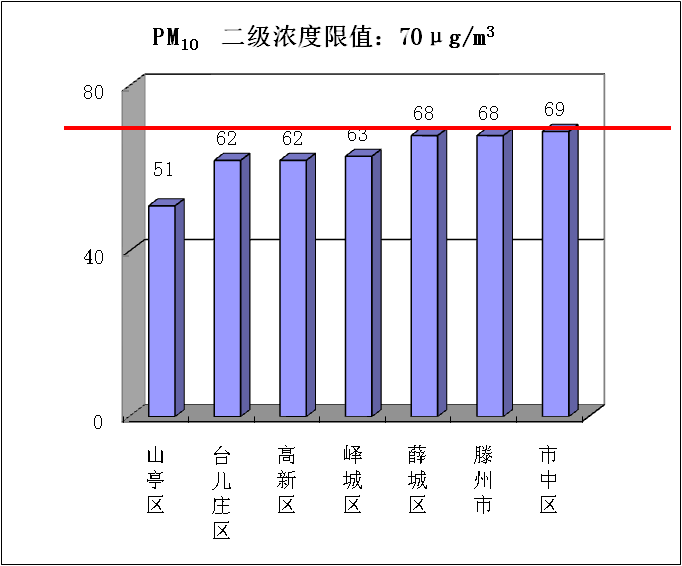 PM10 二级浓度限值：70μg/m³
80
40
0
51
62
62
63
68
68
69
山亭区
台儿庄区
高新区
峄城区
薛城区
滕州市
市中区